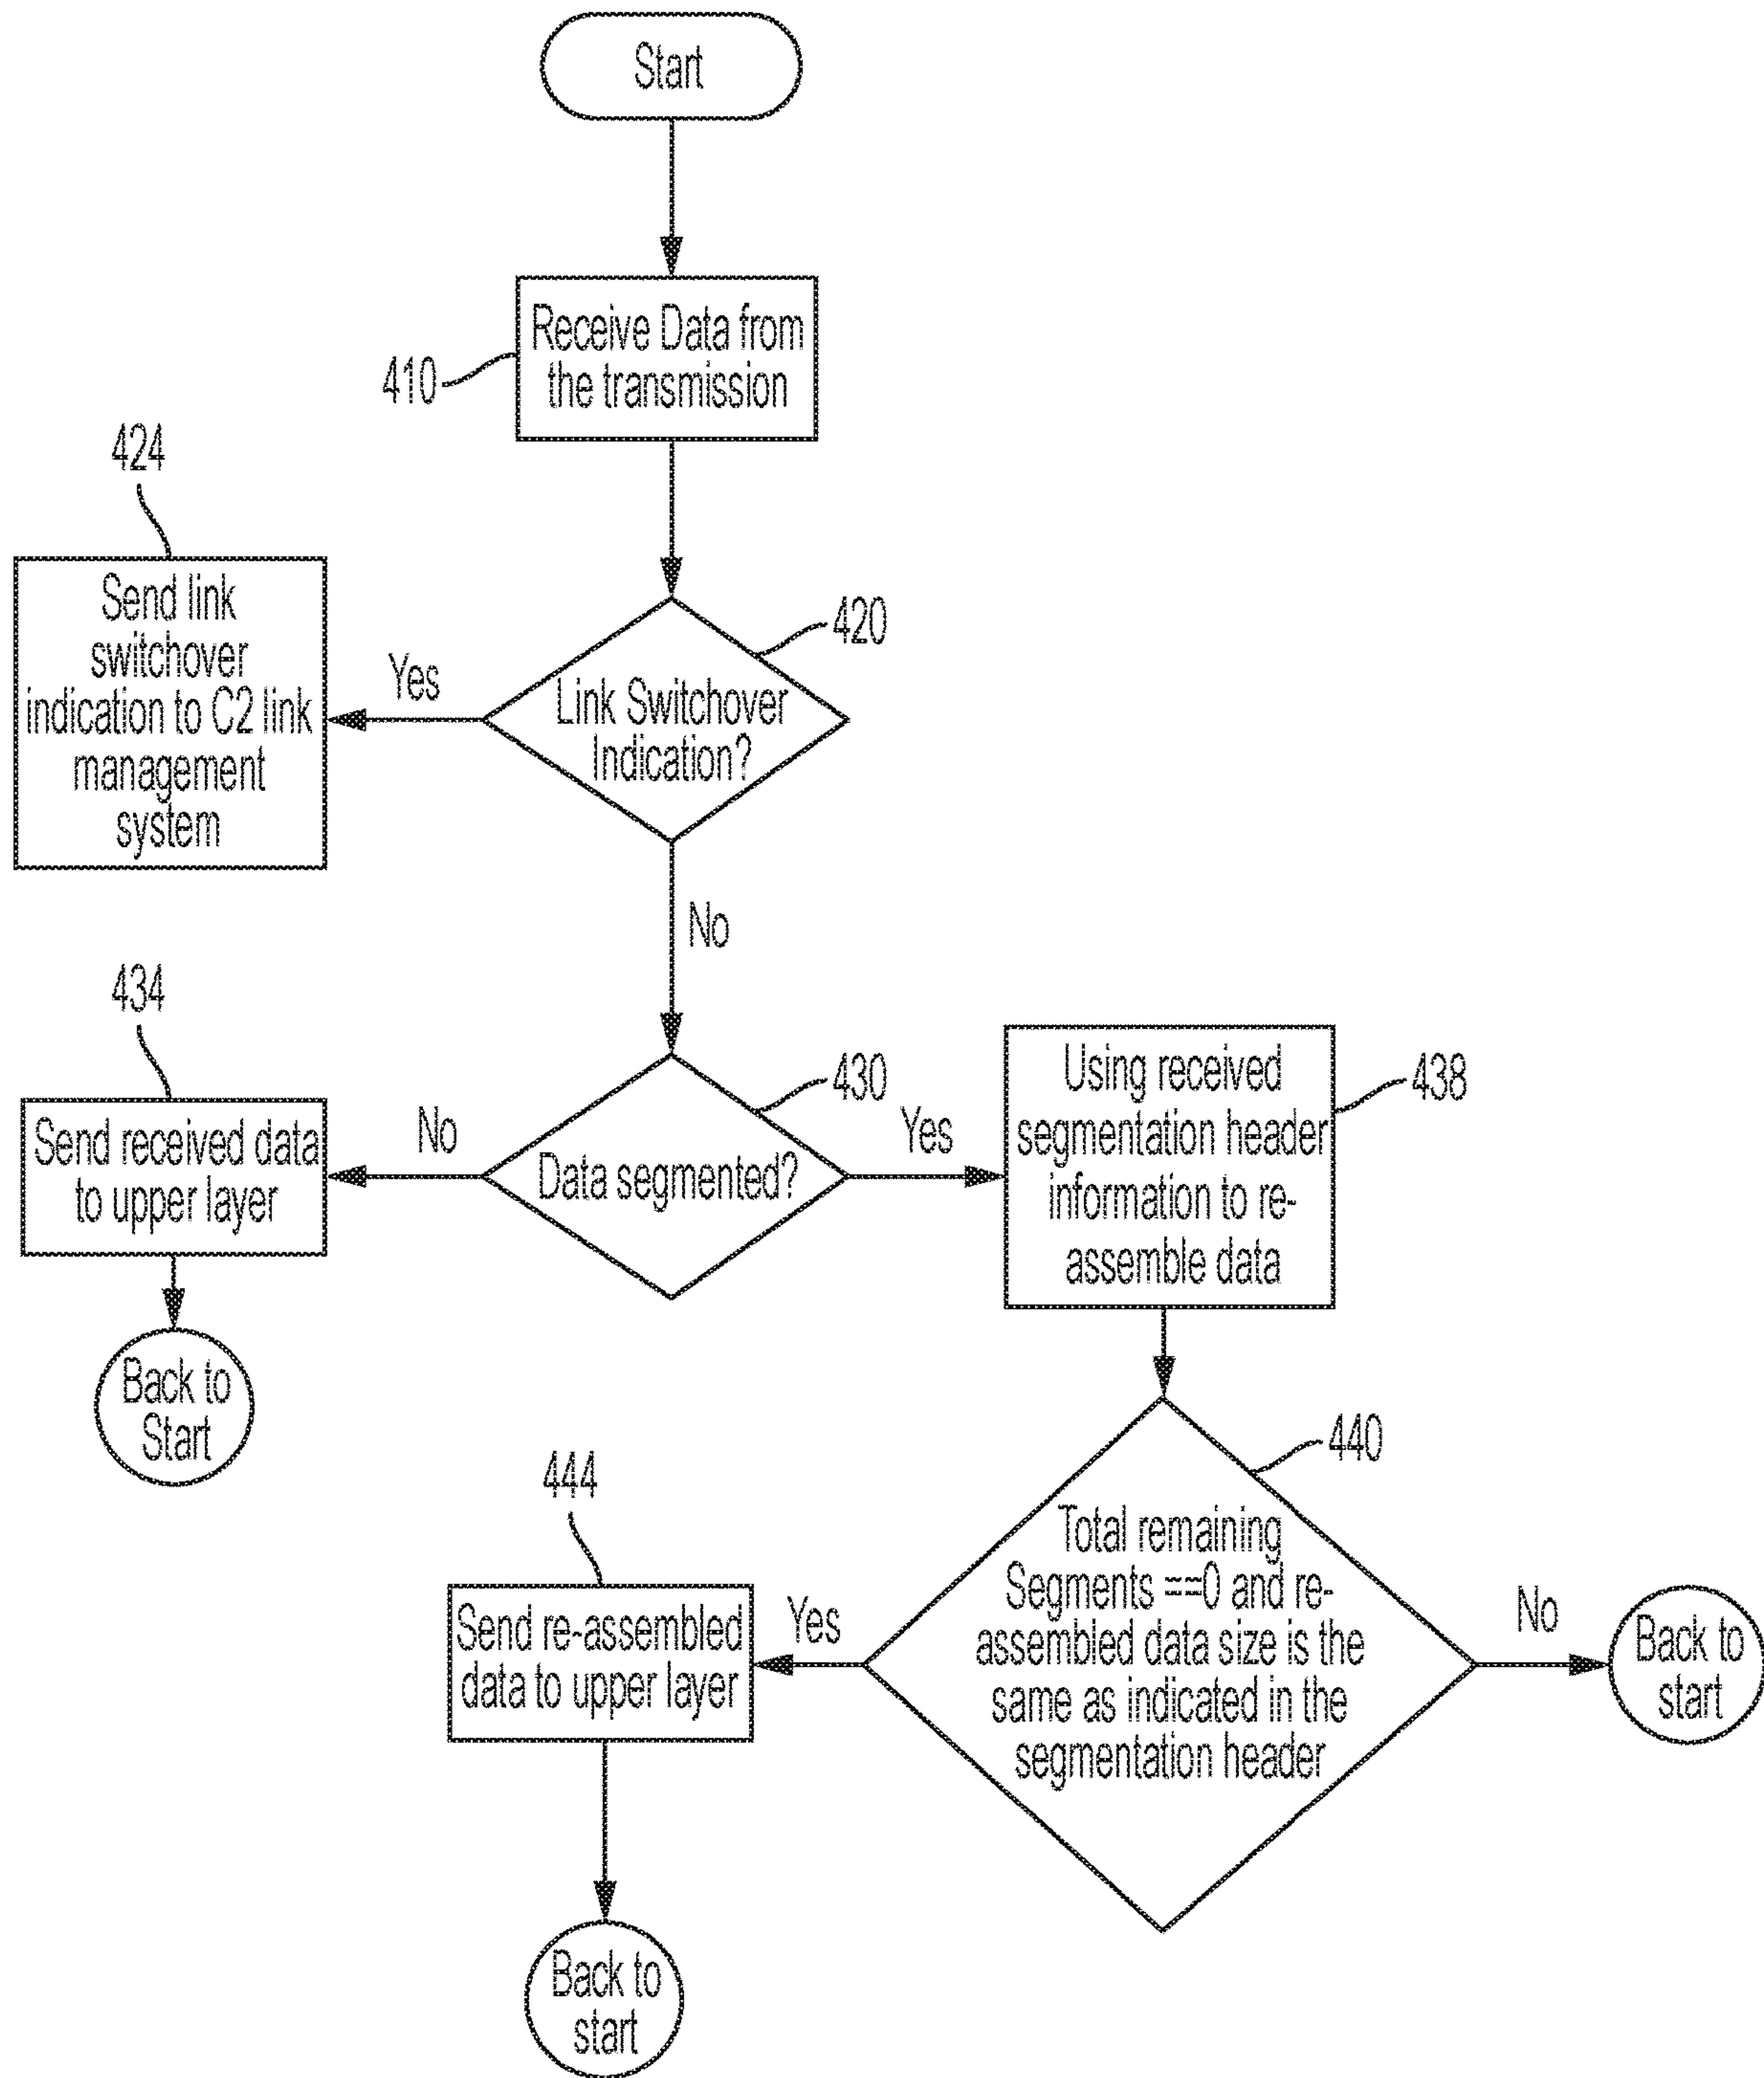 Start
Receive Data from
the transmission
410
424
Send link
switchover
indication to C2 link
management
system
Yes
420
Link Switchover
Indication?
No
434
Send received data
to upper layer
No
430
Data segmented?
Yes
Using received
segmentation header
information to re-
assemble data
438
Back to
Start
440
Total remaining
Segments ==0 and re-
assembled data size is the
same as indicated in the
segmentation header
444
Send re-assembled
data to upper layer
Yes
No
Back to
start
Back to
start